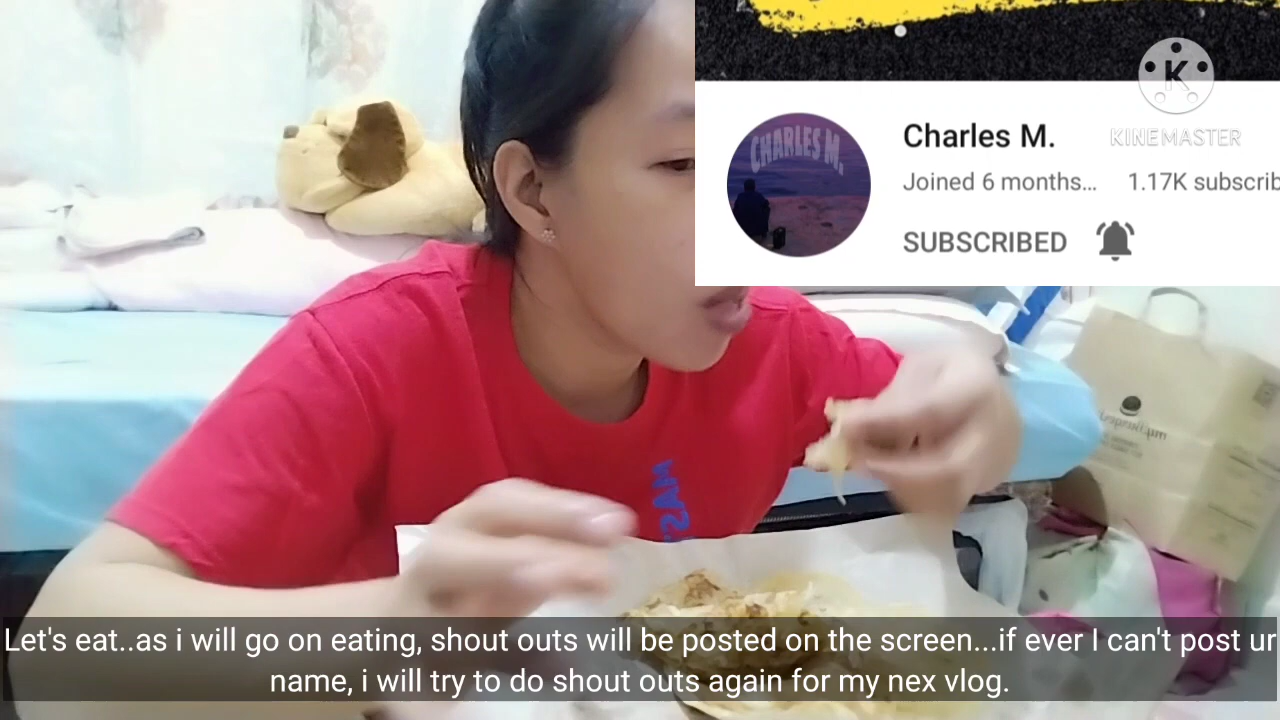 CHARLES M.
Charles M.
KINEMASTER
Joined 6 months... 1.17K subscrib
SUBSCRIBED
Let's eat..as i will go on eating, shout outs will be posted on the screen...if ever I can't post ur
name, i will try to do shout outs again for my nex vlog.